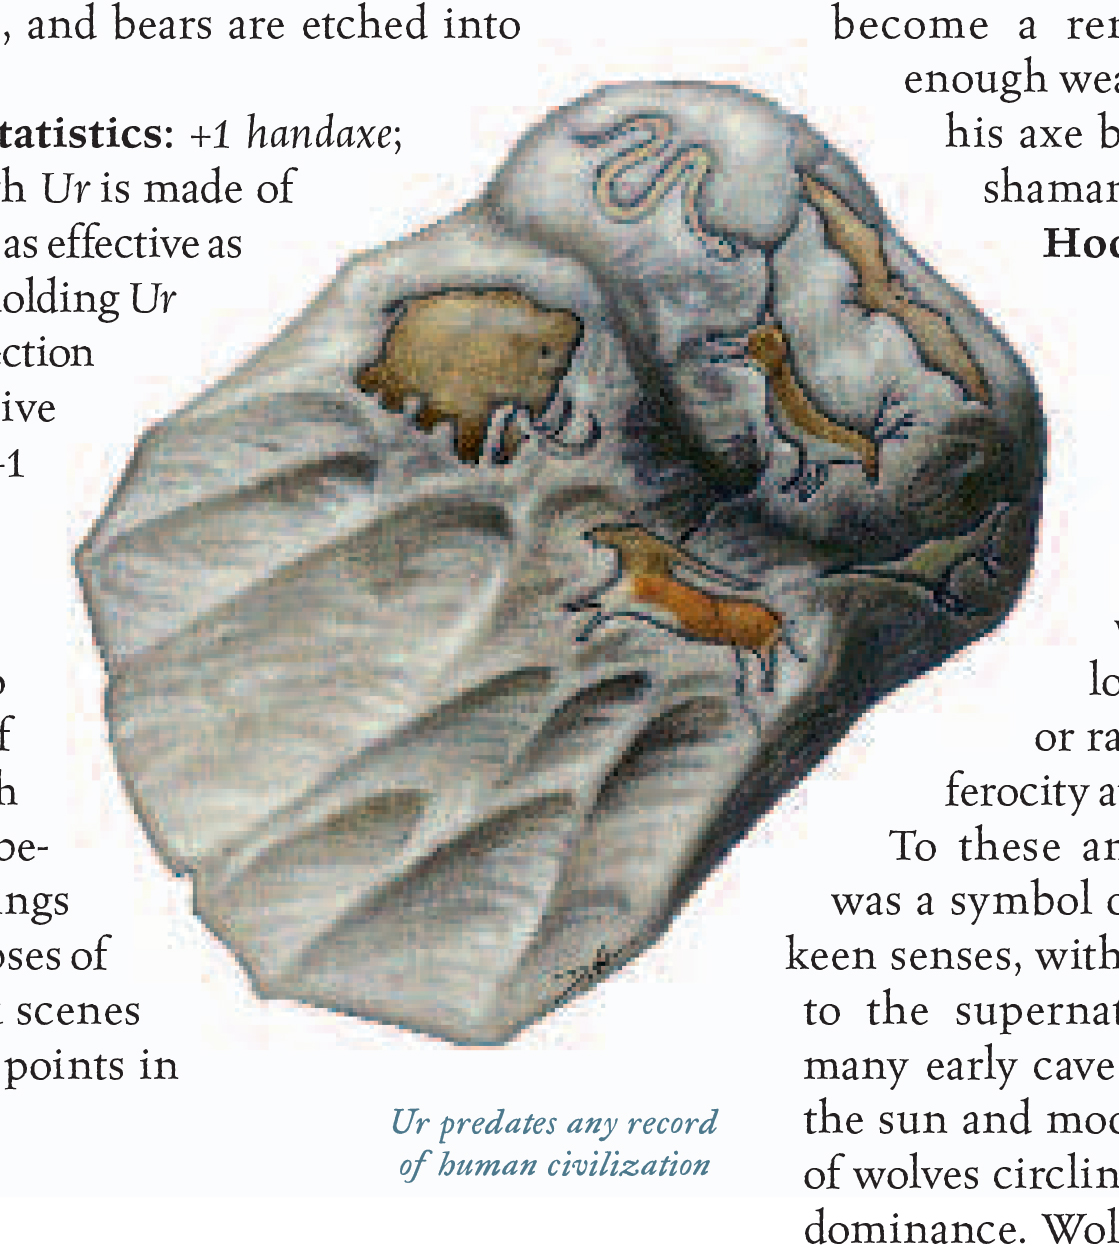 , and bears are etched into
tatistics: +1 handaxe;
h Ur is made of
as effective as
olding Ur
ction
ive
-1
o
f
h
be-
ings
oses of
scenes
points in
Ur predates any record
of human civilization
become a ren
enough wea
his axe b
shaman
Hoo
lo
or ra
ferocity a
To these an
was a symbol o
keen senses, with
to the supernat
many early cave
the sun and moo
of wolves circlin
dominance. Wol